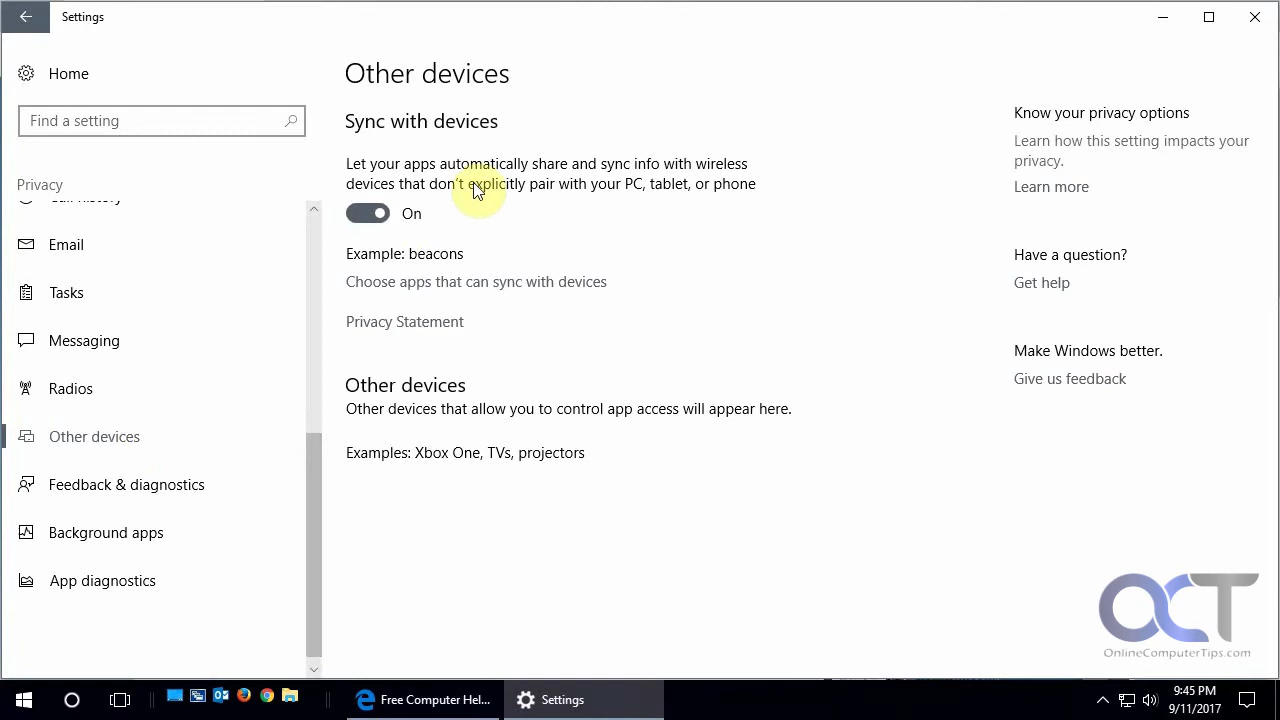 Settings
Home
Find a setting
Privacy
Call history
Email
Tasks
Messaging
Radios
Other devices
Feedback & diagnostics
Background apps
App diagnostics
Other devices
Sync with devices
Let your apps automatically share and sync info with wireless
devices that don't explicitly pair with your PC, tablet, or phone
On
Example: beacons
Choose apps that can sync with devices
Privacy Statement
Other devices
Other devices that allow you to control app access will appear here.
Examples: Xbox One, TVs, projectors
Know your privacy options
Learn how this setting impacts your
privacy.
Learn more
Have a question?
Get help
Make Windows better.
Give us feedback
OCT
OnlineComputerTips.com
Free Computer Hel...
Settings
9:45 PM
9/11/2017